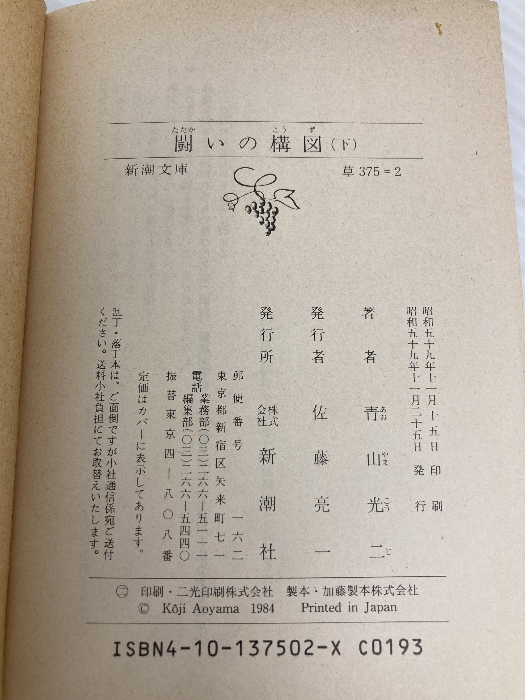 闘いの構図(下)
新潮文庫 草375=2
昭和五十九年十一月十五日 印刷
昭和五十九年十一月二十五日 発行
著者 青山光二
発行者 佐藤亮一
発行所 株式会社 新潮社
郵便番号 一六二
東京都新宿区矢来町七一
電話 業務部(〇三)二六六―五一一一
編集部(〇三)二六六―五四四〇
振替東京四―八〇八番
定価はカバーに表示してあります。
乱丁・落丁本は、ご面倒ですが小社通信係宛ご送付
ください。送料小社負担にてお取替えいたします。
印刷・二光印刷株式会社 製本・加藤製本株式会社
© Kôji Aoyama 1984 Printed in Japan
ISBN4-10-137502-X C0193